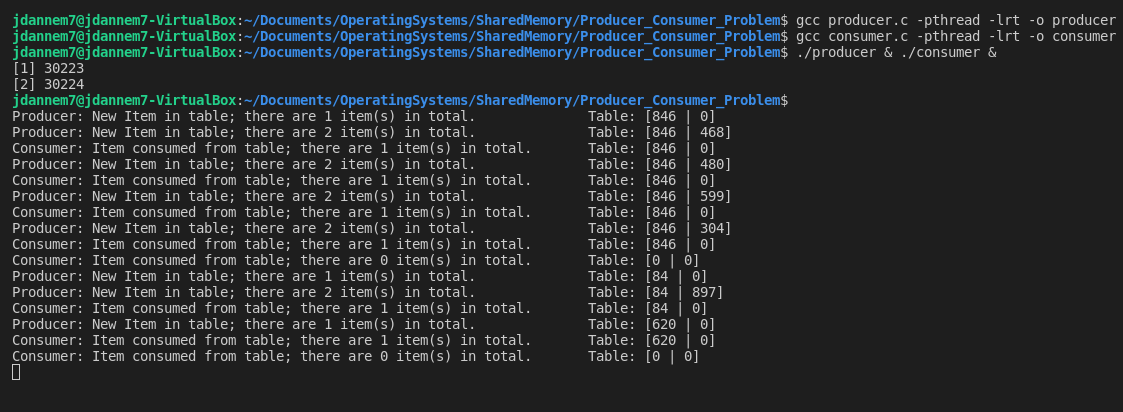 jdannem7@jdannem7-VirtualBox:~/Documents/OperatingSystems/SharedMemory/Producer_Consumer_Problem$ gcc producer.c -pthread -lrt -o producer
jdannem7@jdannem7-VirtualBox:~/Documents/OperatingSystems/SharedMemory/Producer_Consumer_Problem$ gcc consumer.c -pthread -lrt -o consumer
jdannem7@jdannem7-VirtualBox:~/Documents/OperatingSystems/SharedMemory/Producer_Consumer_Problem$ ./producer & ./consumer &
[1] 30223
[2] 30224
jdannem7@jdannem7-VirtualBox:~/Documents/OperatingSystems/SharedMemory/Producer_Consumer_Problem$
Producer: New Item in table; there are 1 item(s) in total. Table: [846 | 0]
Producer: New Item in table; there are 2 item(s) in total. Table: [846 | 468]
Consumer: Item consumed from table; there are 1 item(s) in total. Table: [846 | 0]
Producer: New Item in table; there are 2 item(s) in total. Table: [846 | 480]
Consumer: Item consumed from table; there are 1 item(s) in total. Table: [846 | 0]
Producer: New Item in table; there are 2 item(s) in total. Table: [846 | 599]
Consumer: Item consumed from table; there are 1 item(s) in total. Table: [846 | 0]
Producer: New Item in table; there are 2 item(s) in total. Table: [846 | 304]
Consumer: Item consumed from table; there are 1 item(s) in total. Table: [846 | 0]
Consumer: Item consumed from table; there are 0 item(s) in total. Table: [0 | 0]
Producer: New Item in table; there are 1 item(s) in total. Table: [84 | 0]
Producer: New Item in table; there are 2 item(s) in total. Table: [84 | 897]
Consumer: Item consumed from table; there are 1 item(s) in total. Table: [84 | 0]
Producer: New Item in table; there are 1 item(s) in total. Table: [620 | 0]
Consumer: Item consumed from table; there are 1 item(s) in total. Table: [620 | 0]
Consumer: Item consumed from table; there are 0 item(s) in total. Table: [0 | 0]